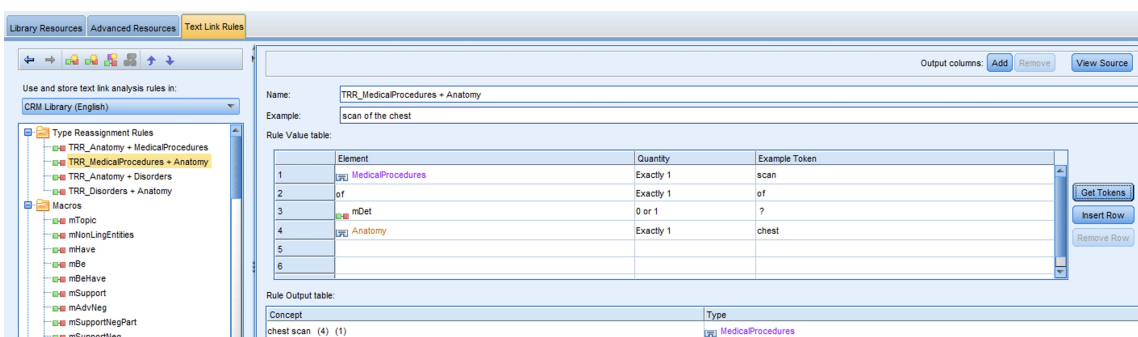 Library Resources Advanced Resources Text Link Rules
Output columns: Add Remove View Source
Use and store text link analysis rules in:
CRM Library (English)
Type Reassignment Rules
TRR_Anatomy + MedicalProcedures
TRR_MedicalProcedures + Anatomy
TRR_Anatomy + Disorders
TRR_Disorders + Anatomy
Macros
mTopic
mNonLingEntities
mHave
mBe
mBeHave
mSupport
mAdvNeg
mSupportNegPart
mSupportNeg
Name: TRR_MedicalProcedures + Anatomy
Example: scan of the chest
Rule Value table:
Element Quantity Example Token
1 MedicalProcedures Exactly 1 scan
2 of Exactly 1 of
3 mDet 0 or 1 ?
4 Anatomy Exactly 1 chest
5
6
Get Tokens
Insert Row
Remove Row
Rule Output table:
Concept Type
chest scan (4) (1) MedicalProcedures